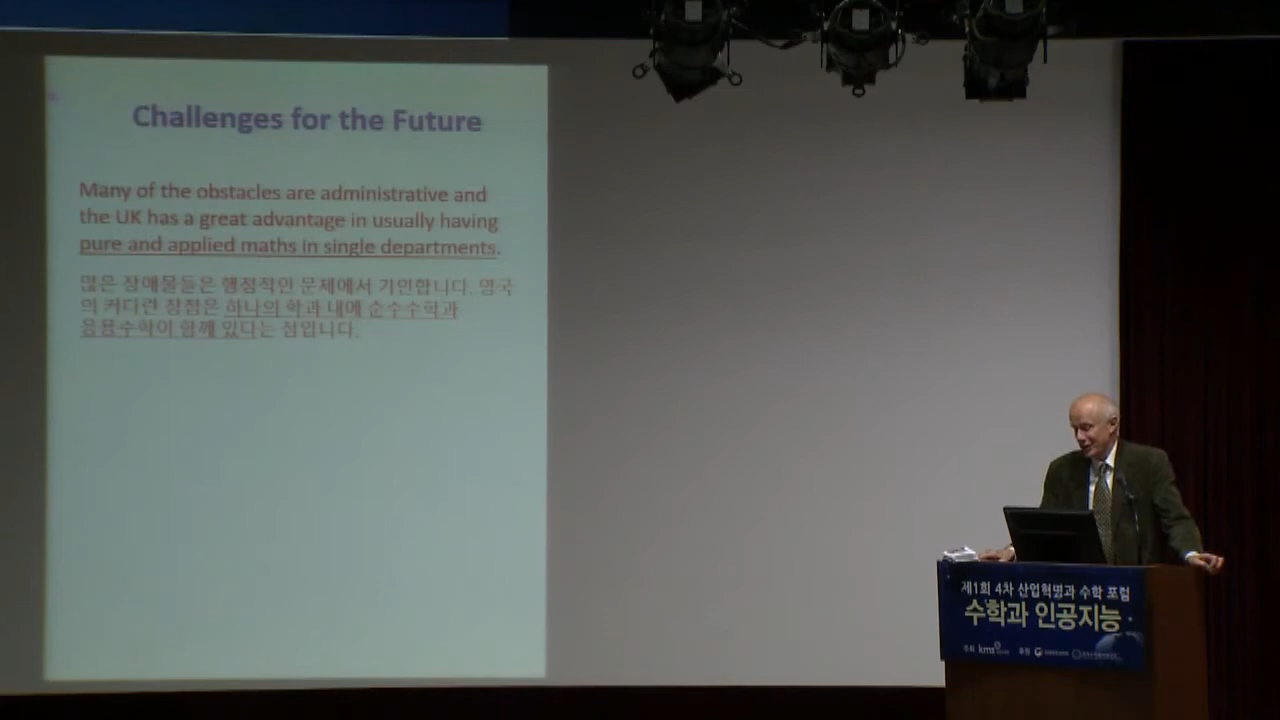 Challenges for the Future
Many of the obstacles are administrative and
the UK has a great advantage in usually having
pure and applied maths in single departments.
많은 장애물들은 행정적인 문제에서 기인합니다. 영국
의 커다란 장점은 하나의 학과 내에 순수수학과
응용수학이 함께 있다는 점입니다.
제1회 4차 산업혁명과 수학 포럼
수학과 인공지능
주최 kms 후원